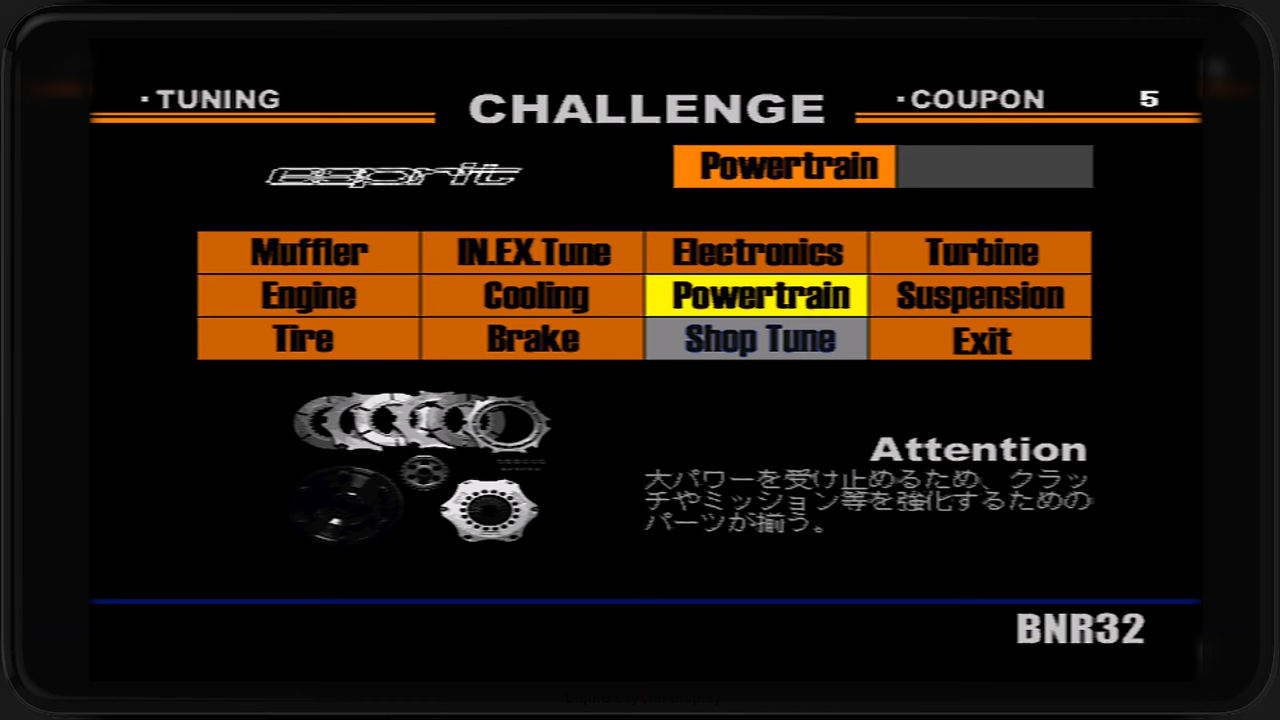 ·TUNING
CHALLENGE
·COUPON 5
esprit
Powertrain
Muffler IN.EX.Tune Electronics Turbine
Engine Cooling Powertrain Suspension
Tire Brake Shop Tune Exit
Attention
大パワーを受け止めるため、クラッ
チやミッション等を強化するための
パーツが揃う。
BNR32